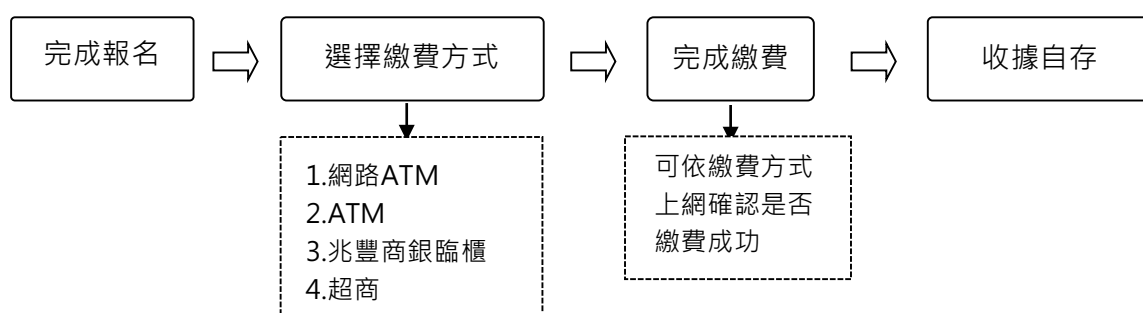 完成報名
選擇繳費方式
完成繳費
收據自存
1.網路ATM
2.ATM
3.兆豐商銀臨櫃
4.超商
可依繳費方式
上網確認是否
繳費成功